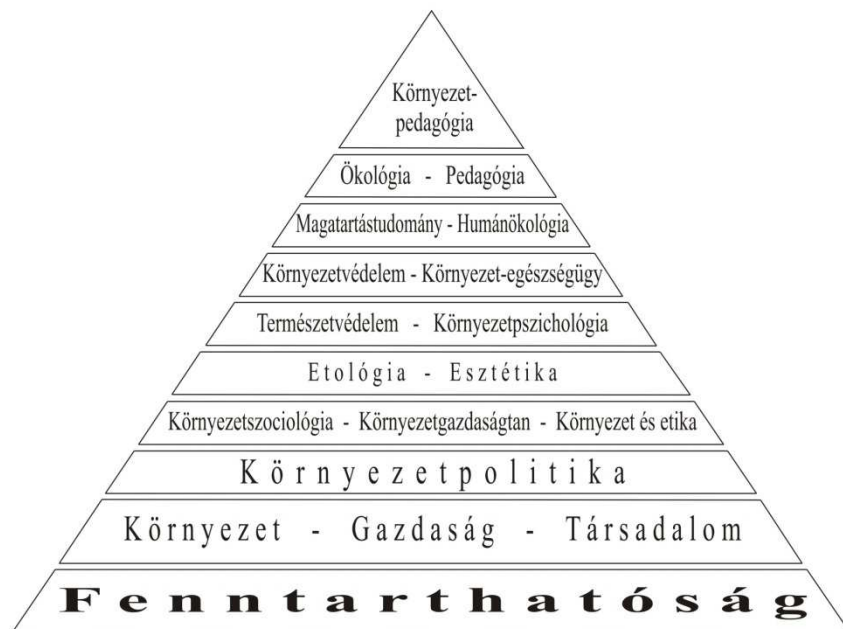 Környezet-
pedagógia
Ökológia - Pedagógia
Magatartástudomány - Humánökológia
Környezetvédelem - Környezet-egészségügy
Természetvédelem - Környezetpszichológia
Etológia - Esztétika
Környezetszociológia - Környezetgazdaságtan - Környezet és etika
Környezetpolitika
Környezet - Gazdaság - Társadalom
Fenntarthatóság